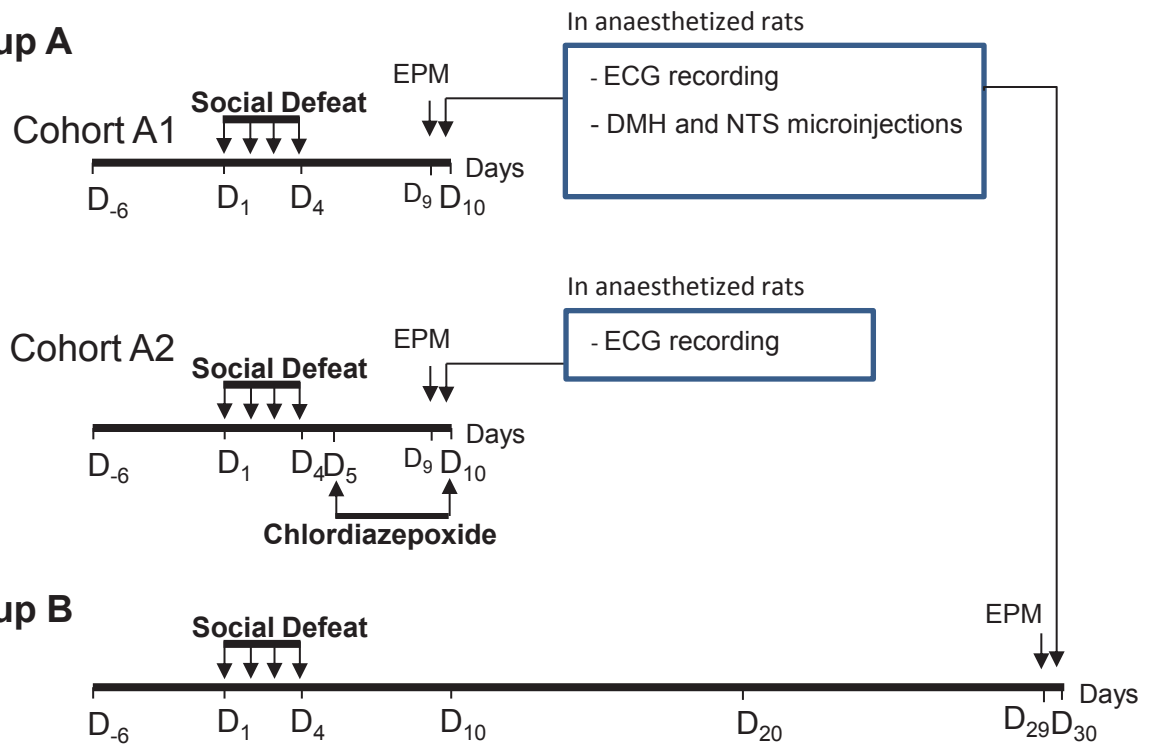 up A
In anaesthetized rats
EPM
- ECG recording
- DMH and NTS microinjections
Social Defeat
Cohort A1
Days
D-6 D1 D4 D9 D10
In anaesthetized rats
EPM
- ECG recording
Cohort A2
Social Defeat
Days
D-6 D1 D4 D5 D9 D10
Chlordiazepoxide
up B
EPM
Social Defeat
Days
D-6 D1 D4 D10 D20 D29 D30